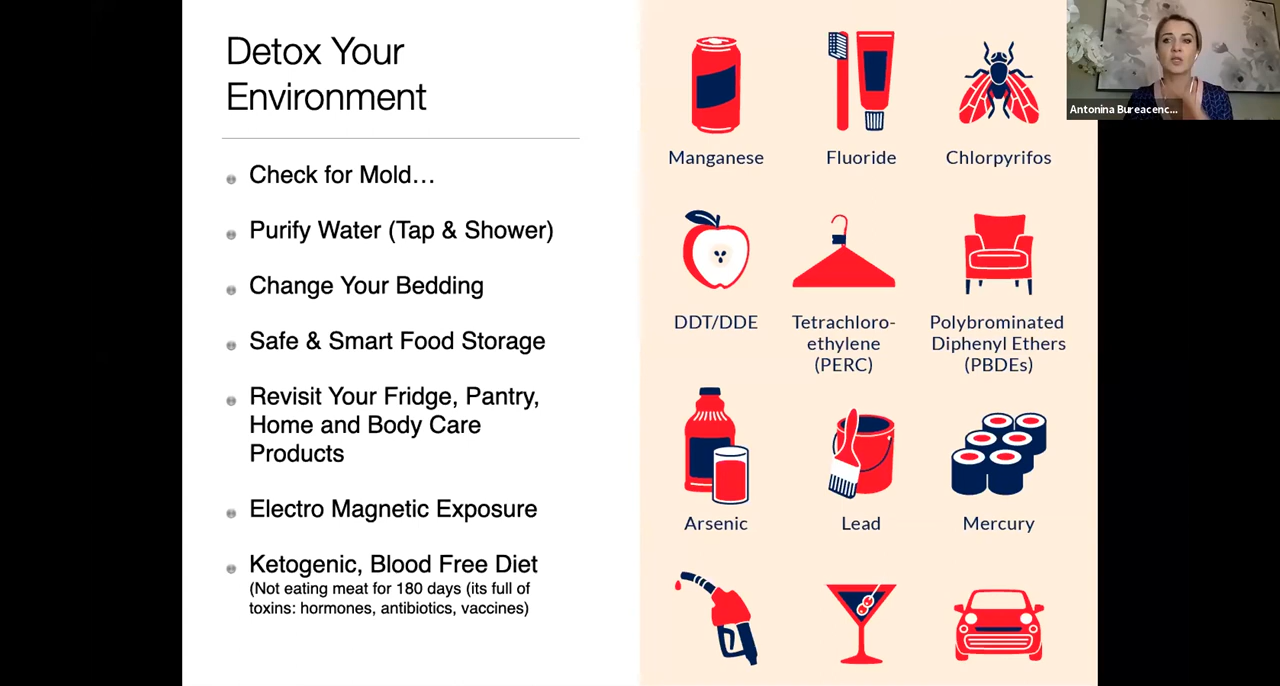 Detox Your
Environment
Check for Mold...
Purify Water (Tap & Shower)
Change Your Bedding
Safe & Smart Food Storage
Revisit Your Fridge, Pantry,
Home and Body Care
Products
Electro Magnetic Exposure
Ketogenic, Blood Free Diet
(Not eating meat for 180 days (its full of
toxins: hormones, antibiotics, vaccines)
Manganese
Fluoride
Chlorpyrifos
DDT/DDE
Tetrachloro-
ethylene
(PERC)
Polybrominated
Diphenyl Ethers
(PBDEs)
Arsenic
Lead
Mercury
Antonina Bureacenc...